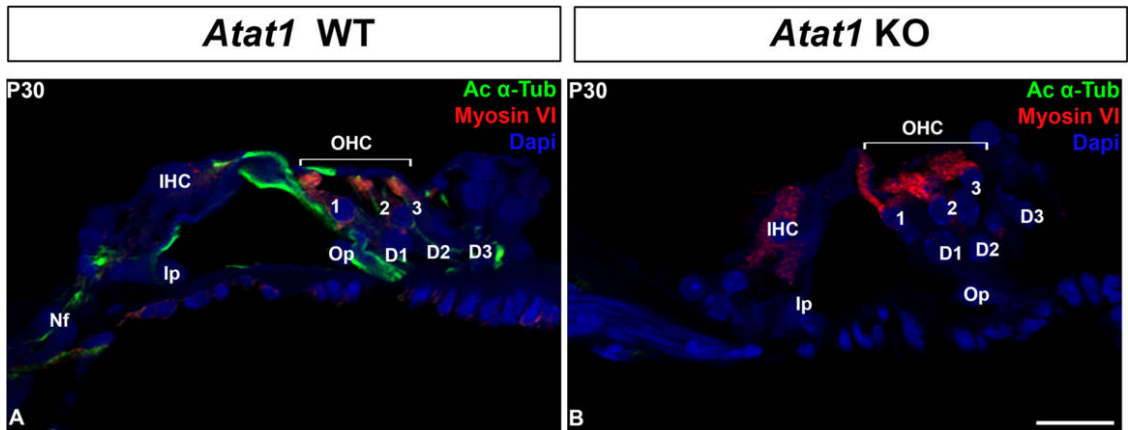 Atat1 WT
Atat1 KO
P30
Ac α-Tub
Myosin VI
Dapi
OHC
IHC
1
2
3
Op
D1
D2
D3
Ip
Nf
A
P30
Ac α-Tub
Myosin VI
Dapi
OHC
3
1
2
D3
IHC
D1
D2
Op
Ip
B